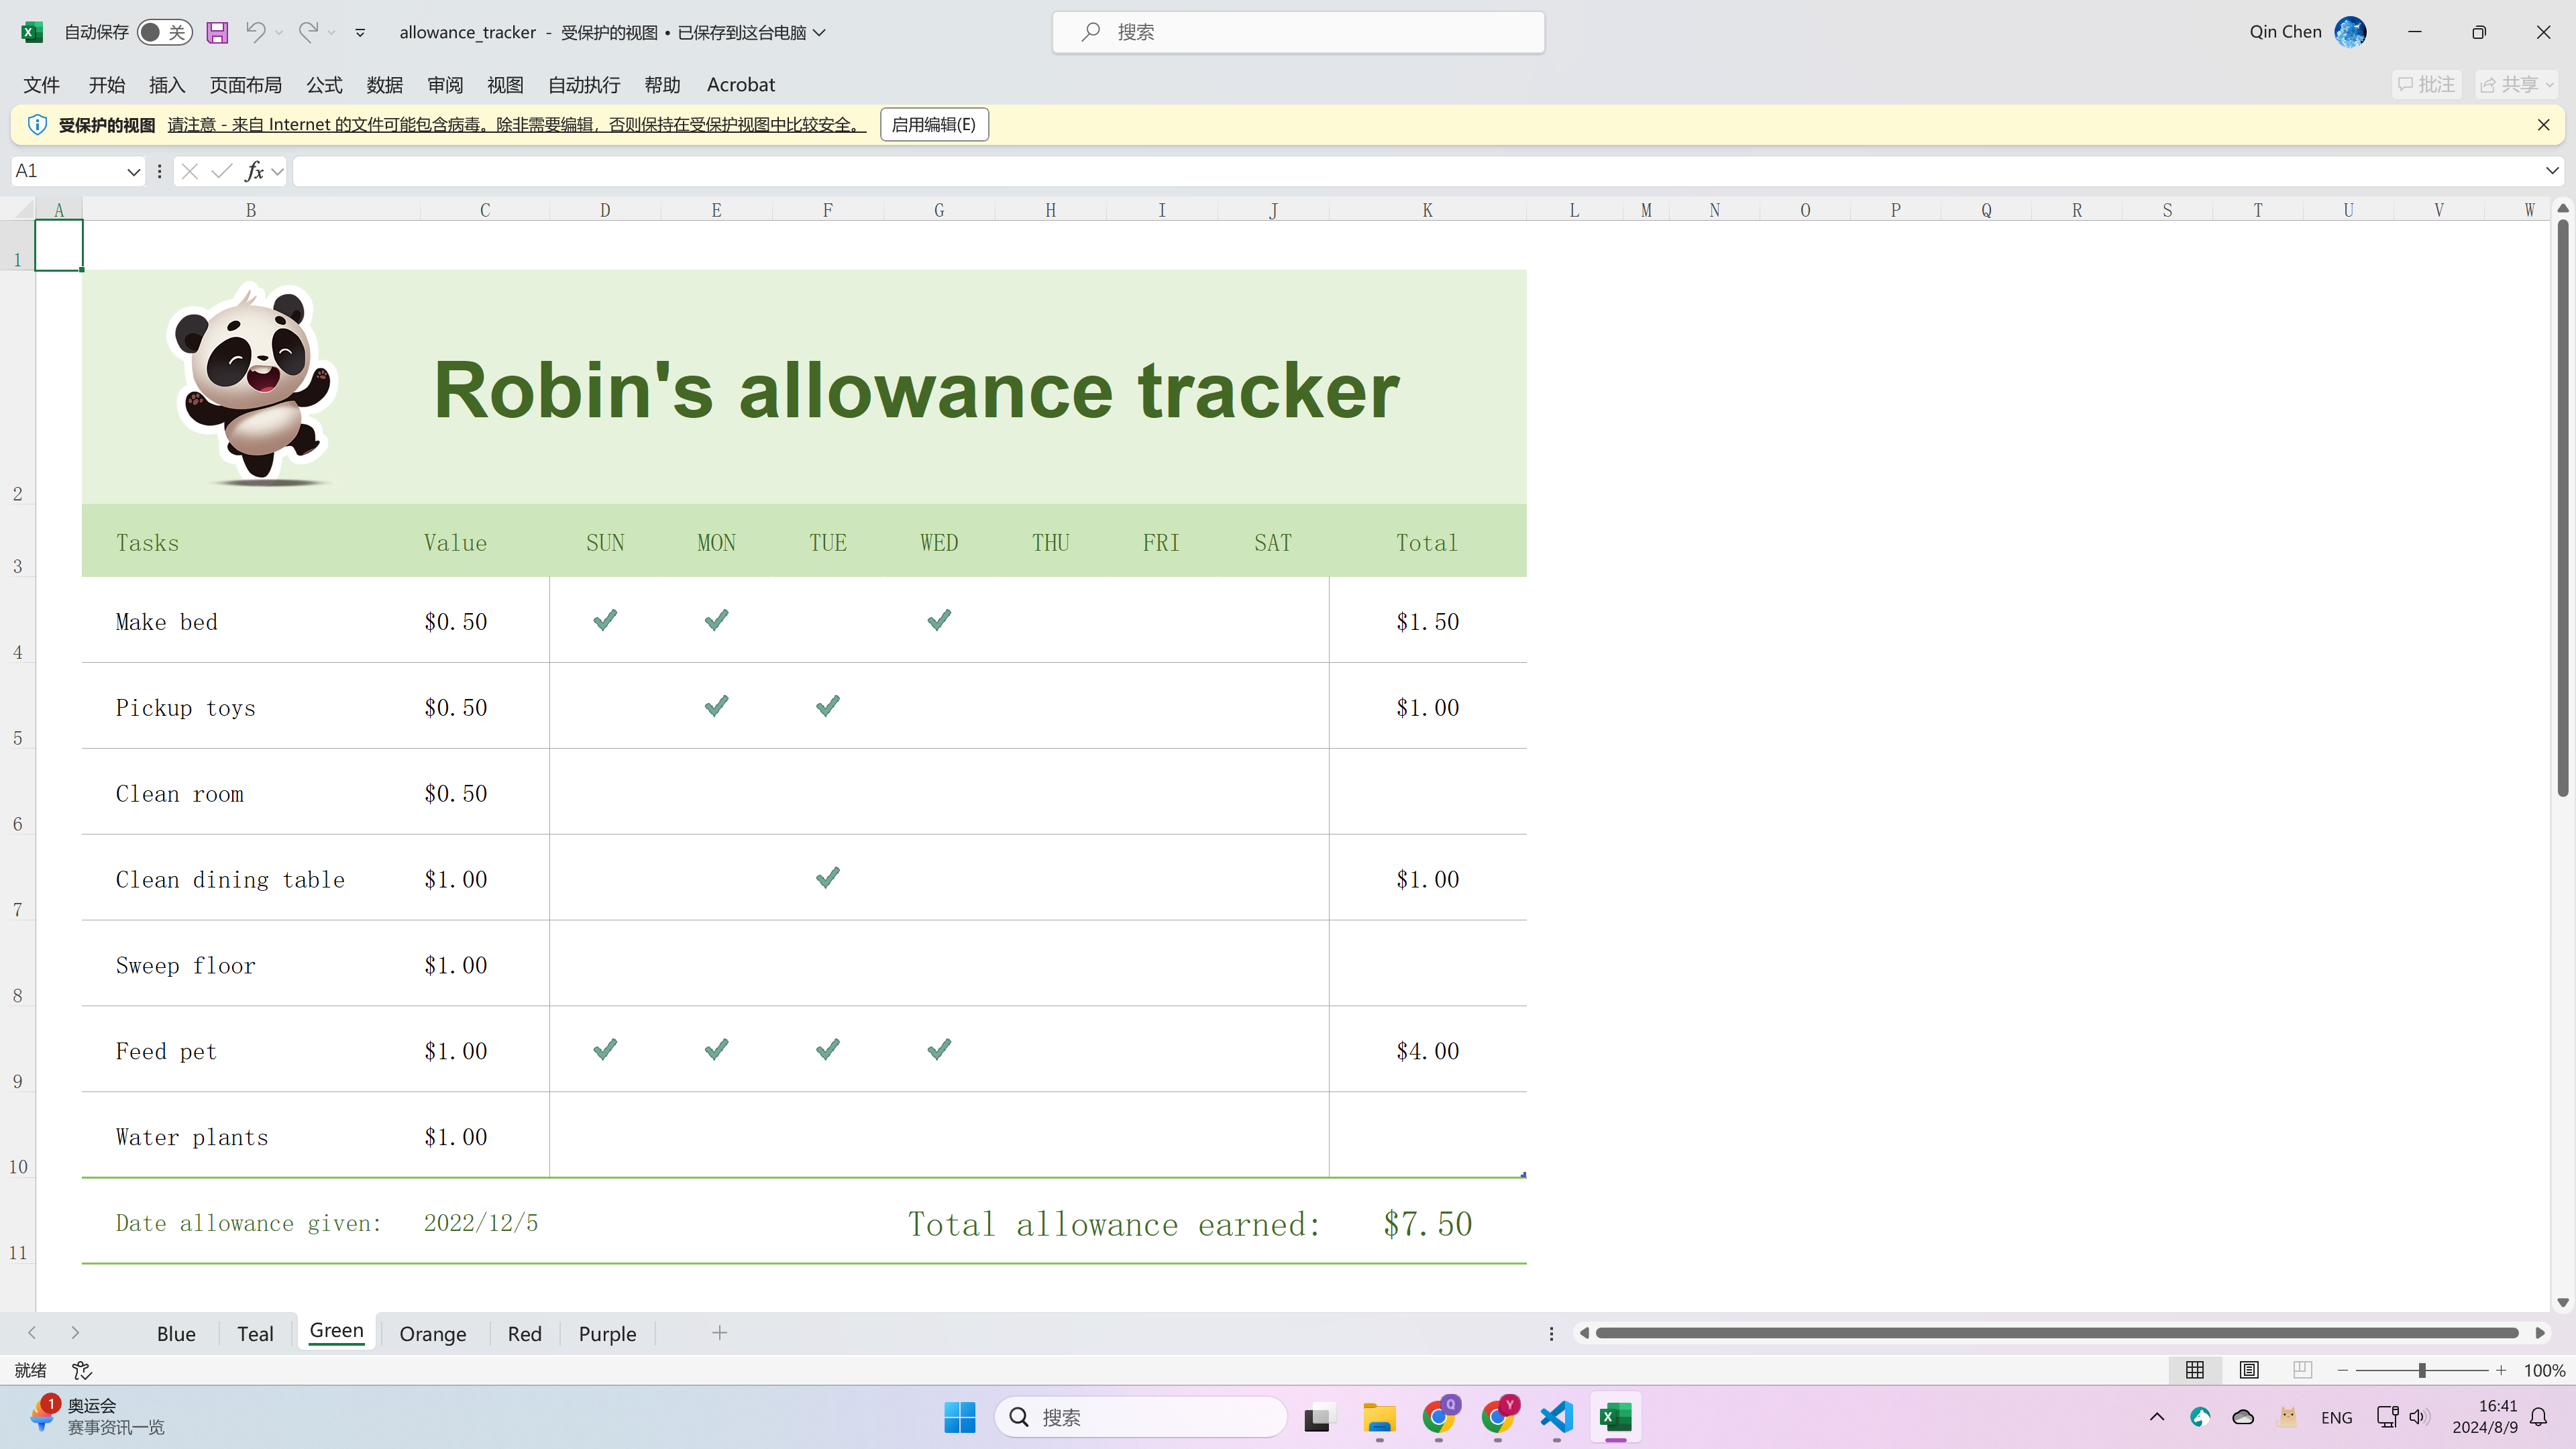 自动保存 关 allowance_tracker - 受保护的视图 • 已保存到这台电脑 搜索 Qin Chen
文件 开始 插入 页面布局 公式 数据 审阅 视图 自动执行 帮助 Acrobat 批注 共享
受保护的视图 请注意 - 来自 Internet 的文件可能包含病毒。除非需要编辑，否则保持在受保护视图中比较安全。 启用编辑(E)
A1 fx
A B C D E F G H I J K L M N O P Q R S T U V W
1
Robin's allowance tracker
2
Tasks Value SUN MON TUE WED THU FRI SAT Total
3
Make bed $0.50 $1.50
4
Pickup toys $0.50 $1.00
5
Clean room $0.50
6
Clean dining table $1.00 $1.00
7
Sweep floor $1.00
8
Feed pet $1.00 $4.00
9
Water plants $1.00
10
Date allowance given: 2022/12/5 Total allowance earned: $7.50
11
Blue Teal Green Orange Red Purple
就绪 100%
1 奥运会
赛事资讯一览
搜索 Q Y ENG 16:41
2024/8/9